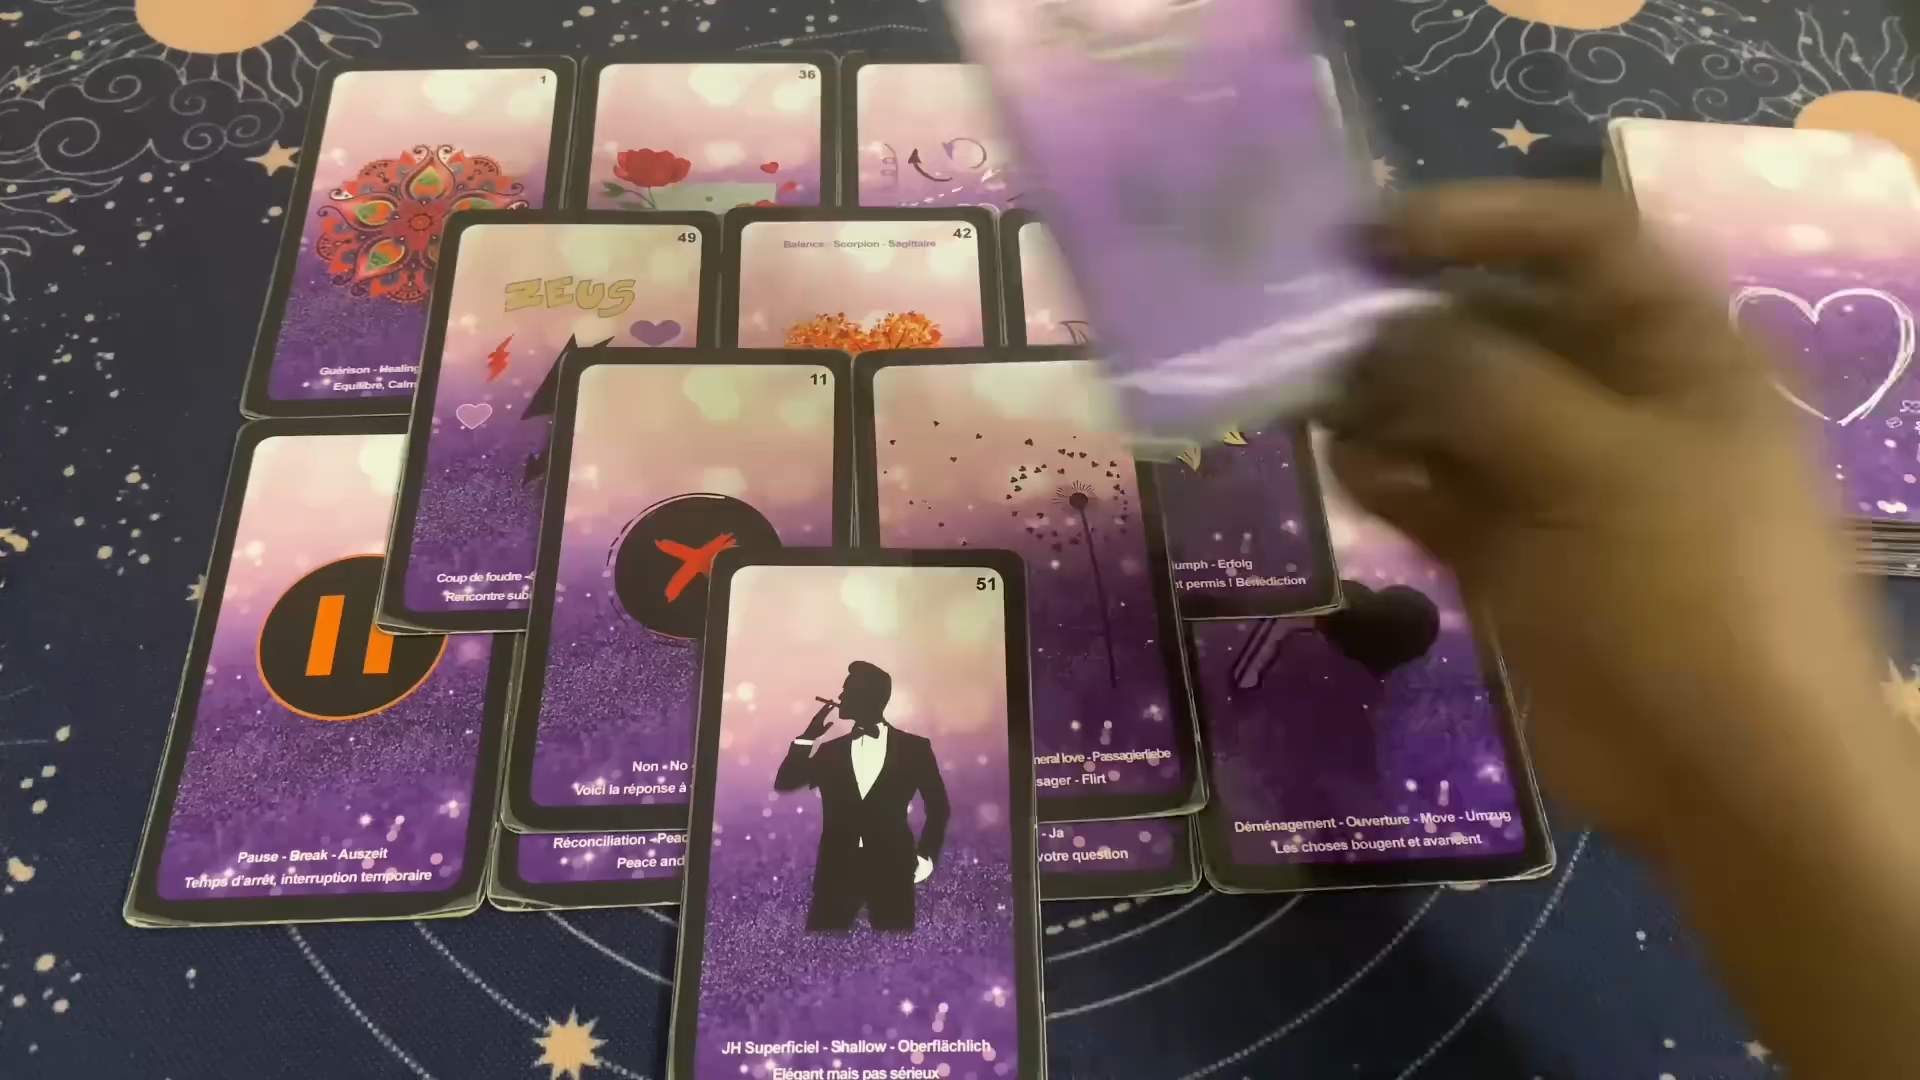 1
36
Guérison - Healing
Equilibre, Calm
49
ZEUS
Coup de foudre -
Rencontre sub
42
Balance - Scorpion - Sagittaire
umph - Erfolg
t permis ! Bénédiction
11
Non - No -
Voici la réponse à
neral love - Passagierliebe
sager - Flirt
Pause - Break - Auszeit
Temps d'arrêt, interruption temporaire
Réconciliation - Peac
Peace and
- Ja
votre question
Déménagement - Ouverture - Move - Umzug
Les choses bougent et avancent
51
JH Superficiel - Shallow - Oberflächlich
Elégant mais pas sérieux